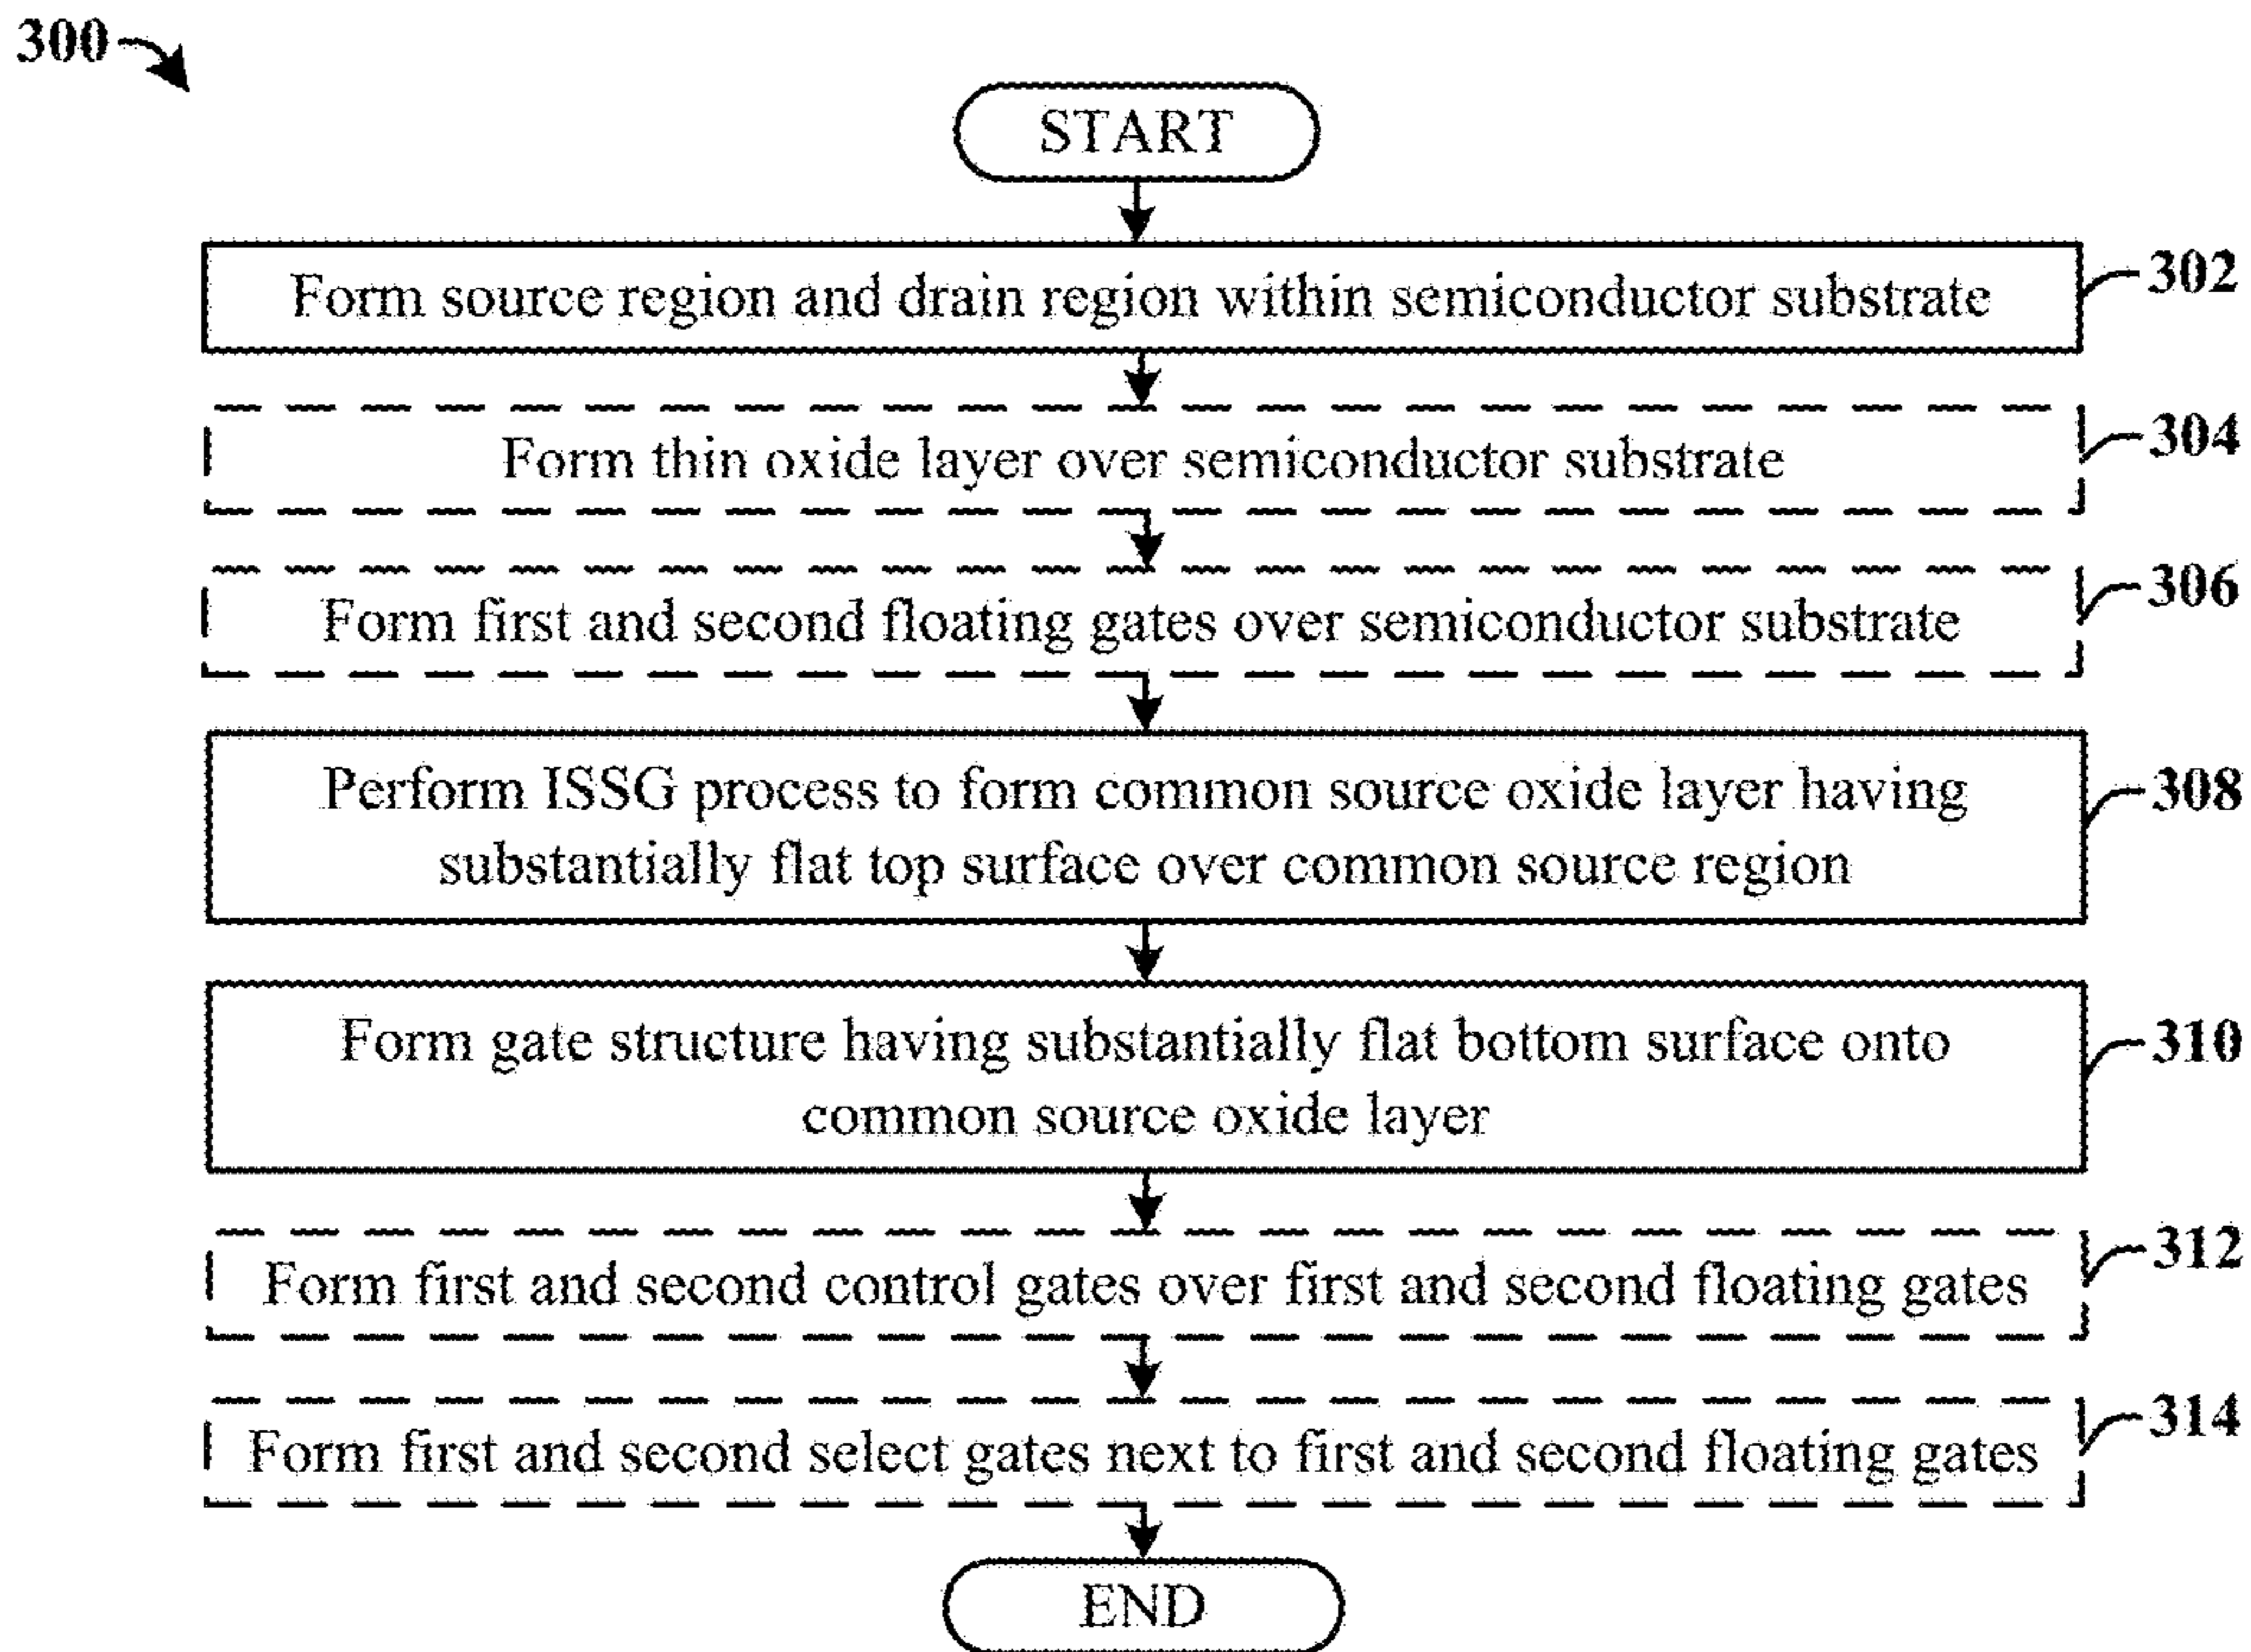 300
START
Form source region and drain region within semiconductor substrate
302
Form thin oxide layer over semiconductor substrate
304
Form first and second floating gates over semiconductor substrate
306
Perform ISSG process to form common source oxide layer having
substantially flat top surface over common source region
308
Form gate structure having substantially flat bottom surface onto
common source oxide layer
310
Form first and second control gates over first and second floating gates
312
Form first and second select gates next to first and second floating gates
314
END